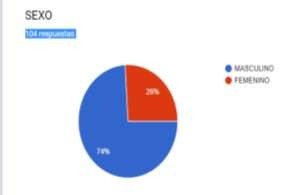 SEXO
104 respuestas
MASCULINO
FEMENINO
26%
74%